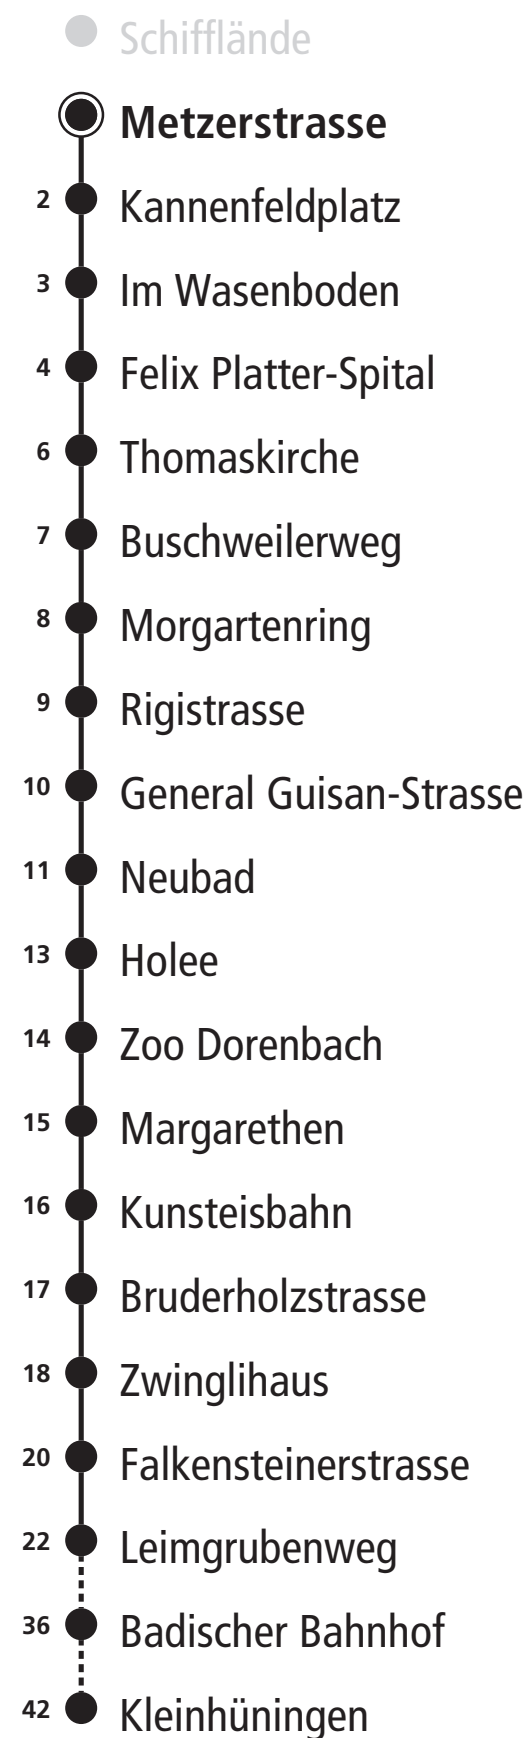 Schifflände
Metzerstrasse
2 Kannenfeldplatz
3 Im Wasenboden
4 Felix Platter-Spital
6 Thomaskirche
7 Buschweilerweg
8 Morgartenring
9 Rigistrasse
10 General Guisan-Strasse
11 Neubad
13 Holee
14 Zoo Dorenbach
15 Margarethen
16 Kunsteisbahn
17 Bruderholzstrasse
18 Zwinglihaus
20 Falkensteinerstrasse
22 Leimgrubenweg
36 Badischer Bahnhof
42 Kleinhüningen